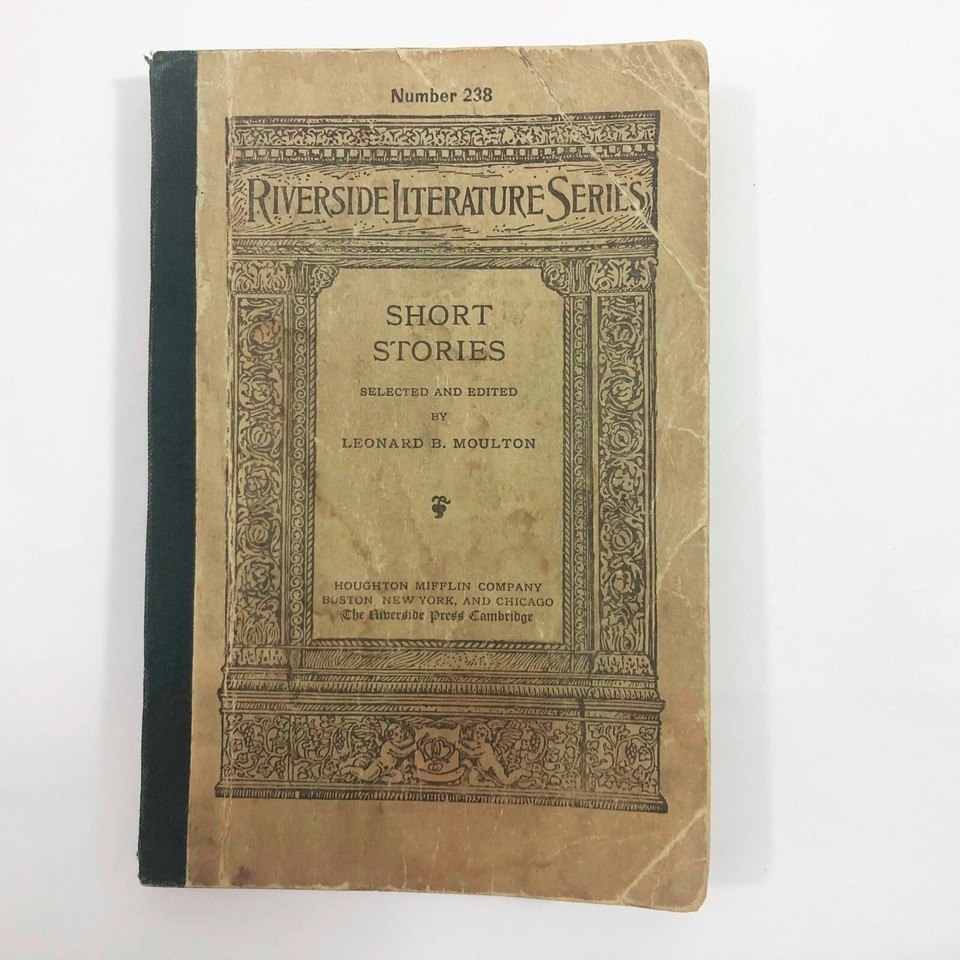 Number 238
RIVERSIDE LITERATURE SERIES
SHORT
STORIES
SELECTED AND EDITED
BY
LEONARD B. MOULTON
HOUGHTON MIFFLIN COMPANY
BOSTON NEW YORK, AND CHICAGO
The Riverside Press Cambridge